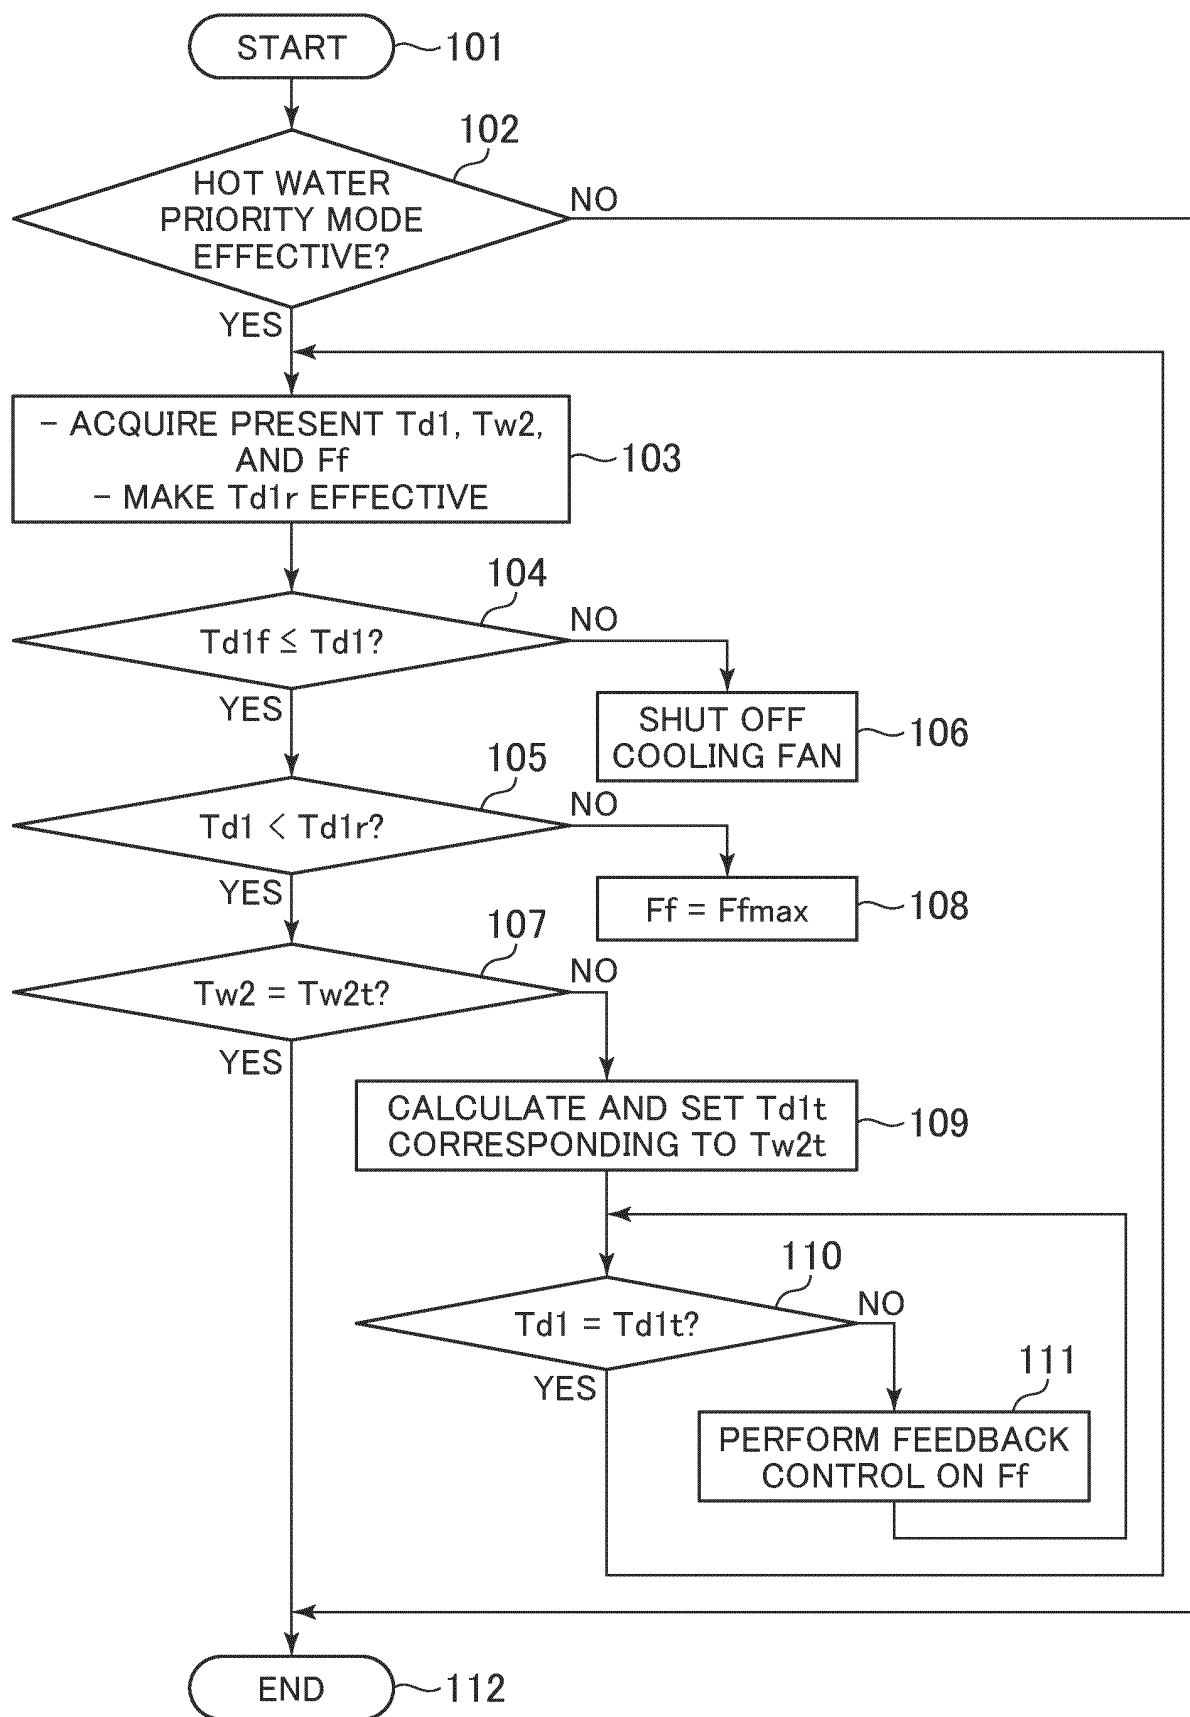 START
101
102
HOT WATER
PRIORITY MODE
EFFECTIVE?
NO
YES
– ACQUIRE PRESENT Td1, Tw2,
AND Ff
– MAKE Td1r EFFECTIVE
103
104
Td1f ≤ Td1?
NO
YES
SHUT OFF
COOLING FAN
106
105
Td1 < Td1r?
NO
YES
Ff = Ffmax
108
107
Tw2 = Tw2t?
NO
YES
CALCULATE AND SET Td1t
CORRESPONDING TO Tw2t
109
110
Td1 = Td1t?
NO
YES
111
PERFORM FEEDBACK
CONTROL ON Ff
END
112